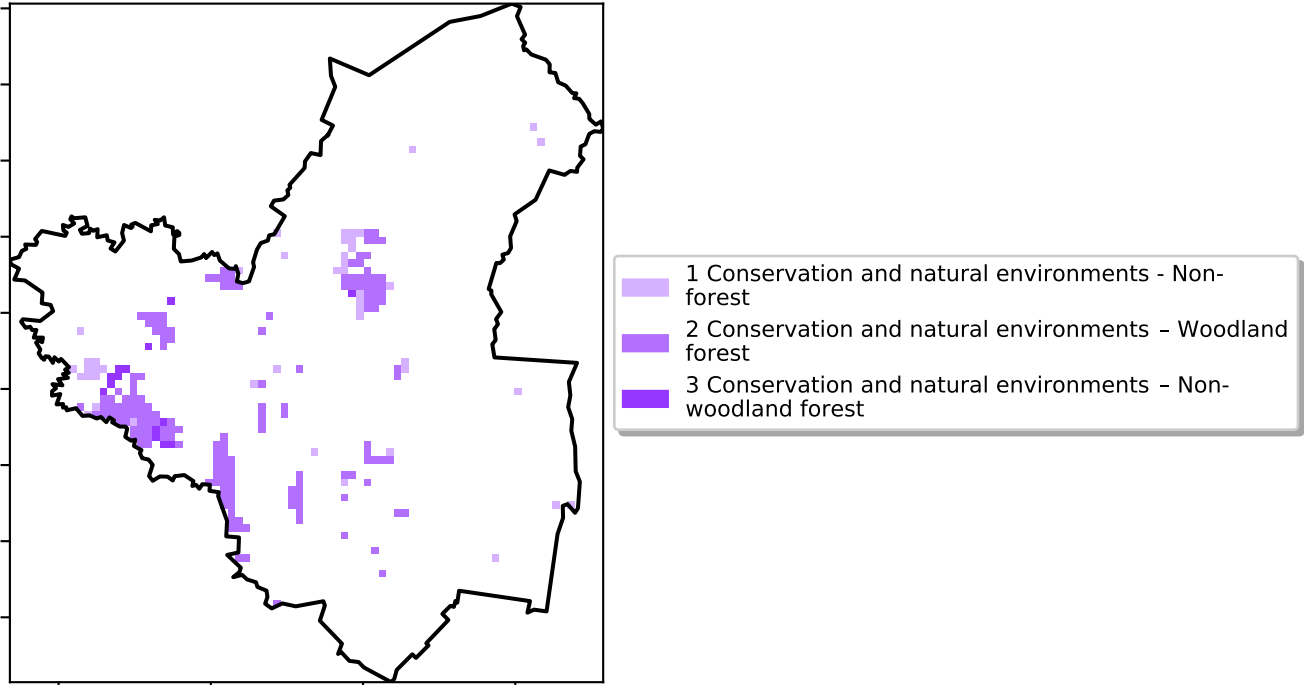 1 Conservation and natural environments - Non-
forest
2 Conservation and natural environments – Woodland
forest
3 Conservation and natural environments – Non-
woodland forest